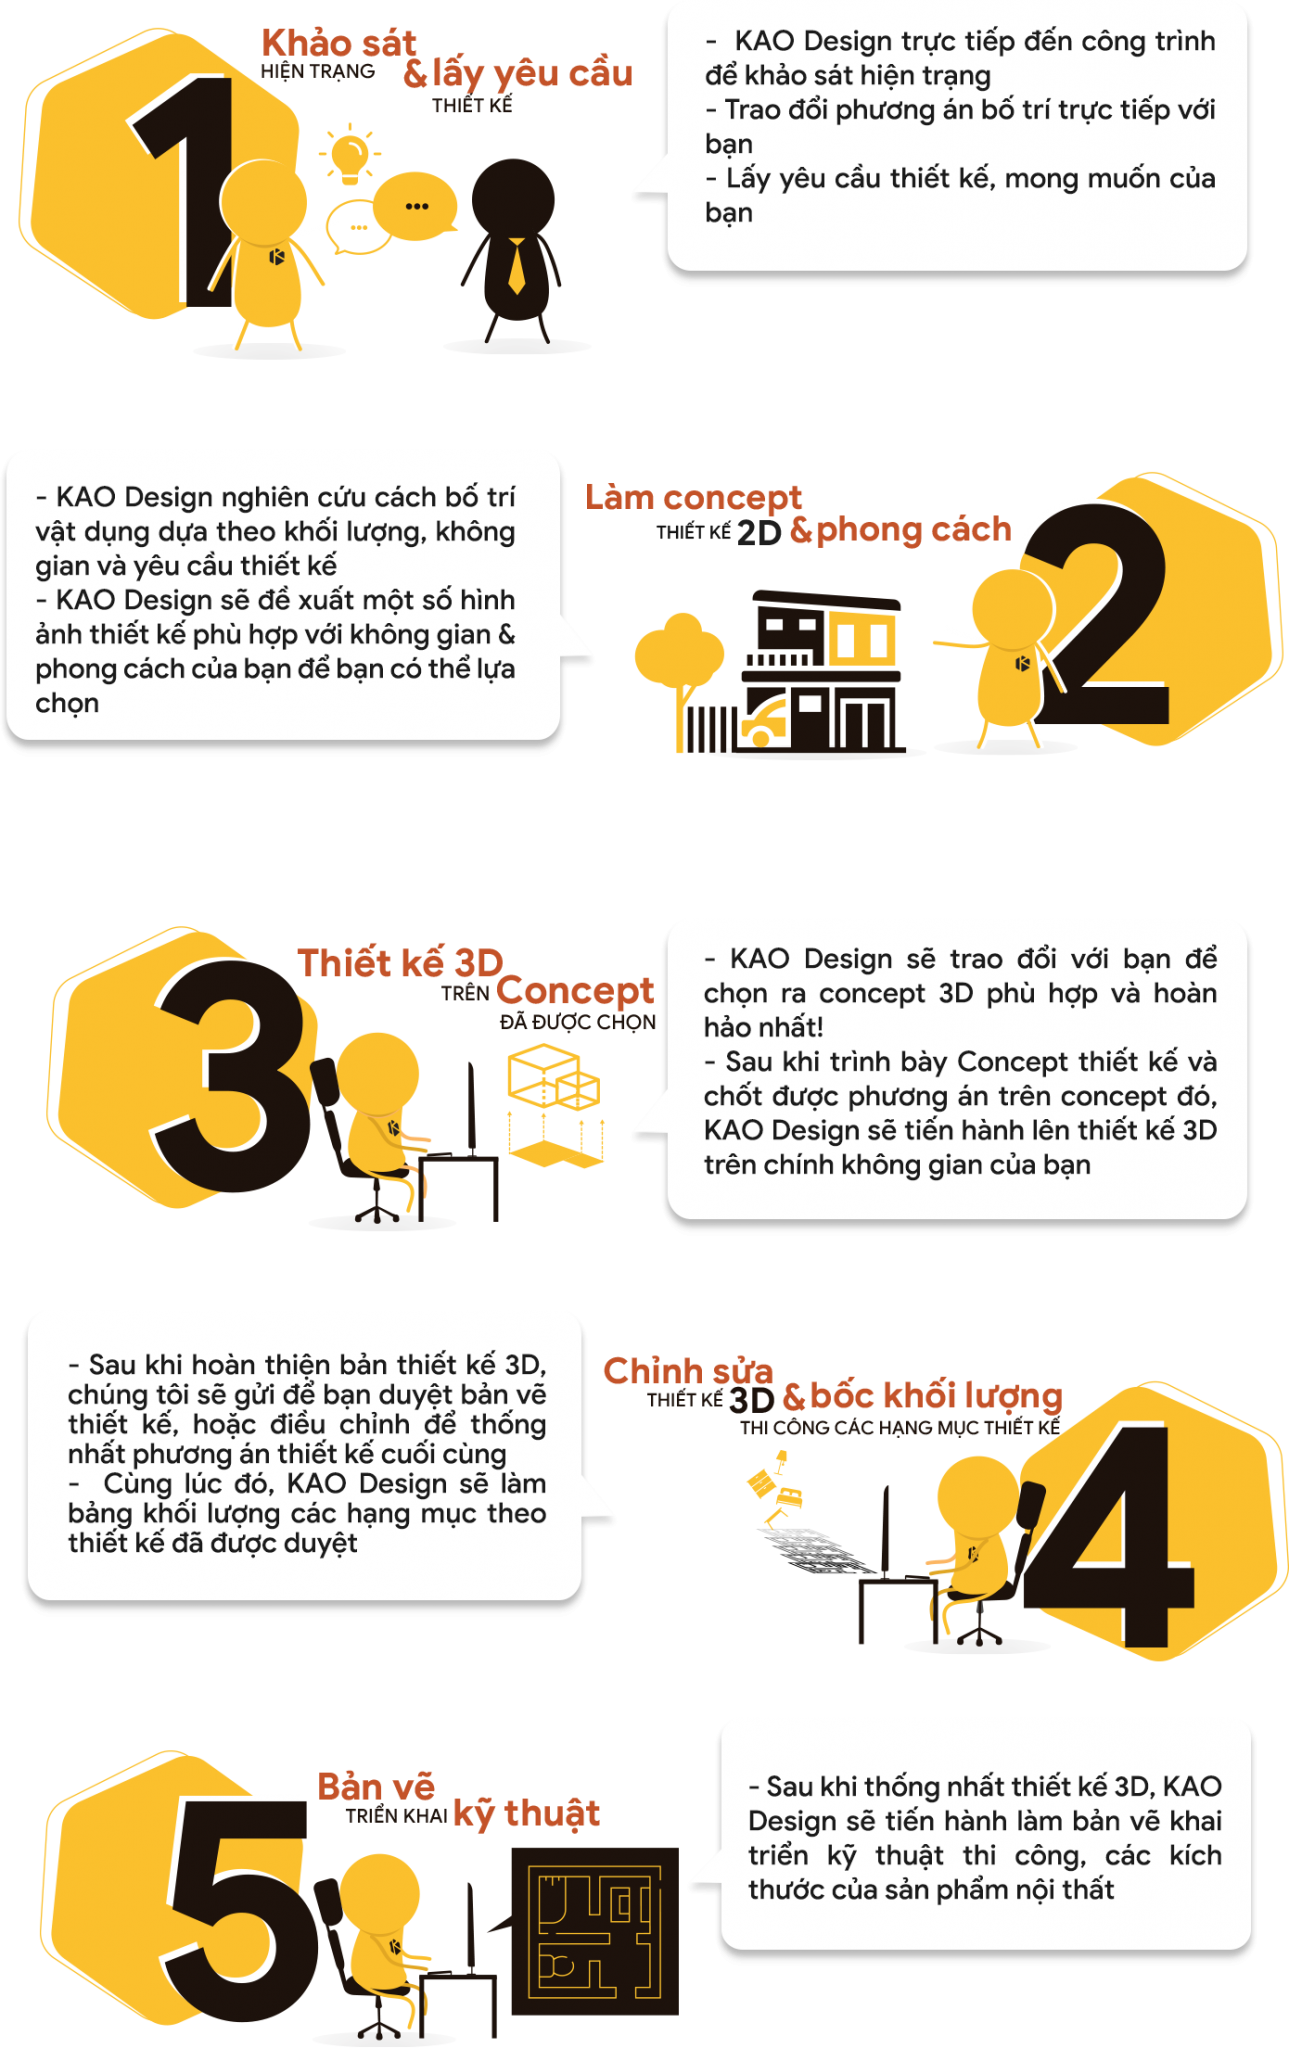 1
Khảo sát
HIỆN TRẠNG
& lấy yêu cầu
THIẾT KẾ
- KAO Design trực tiếp đến công trình
để khảo sát hiện trạng
- Trao đổi phương án bố trí trực tiếp với
bạn
- Lấy yêu cầu thiết kế, mong muốn của
bạn
- KAO Design nghiên cứu cách bố trí
vật dụng dựa theo khối lượng, không
gian và yêu cầu thiết kế
- KAO Design sẽ đề xuất một số hình
ảnh thiết kế phù hợp với không gian &
phong cách của bạn để bạn có thể lựa
chọn
Làm concept
THIẾT KẾ 2D & phong cách
2
3
Thiết kế 3D
TRÊN Concept
ĐÃ ĐƯỢC CHỌN
- KAO Design sẽ trao đổi với bạn để
chọn ra concept 3D phù hợp và hoàn
hảo nhất!
- Sau khi trình bày Concept thiết kế và
chốt được phương án trên concept đó,
KAO Design sẽ tiến hành lên thiết kế 3D
trên chính không gian của bạn
- Sau khi hoàn thiện bản thiết kế 3D,
chúng tôi sẽ gửi để bạn duyệt bản vẽ
thiết kế, hoặc điều chỉnh để thống
nhất phương án thiết kế cuối cùng
- Cùng lúc đó, KAO Design sẽ làm
bảng khối lượng các hạng mục theo
thiết kế đã được duyệt
Chỉnh sửa
THIẾT KẾ 3D & bốc khối lượng
THI CÔNG CÁC HẠNG MỤC THIẾT KẾ
4
5
Bản vẽ
TRIỂN KHAI kỹ thuật
- Sau khi thống nhất thiết kế 3D, KAO
Design sẽ tiến hành làm bản vẽ khai
triển kỹ thuật thi công, các kích
thước của sản phẩm nội thất